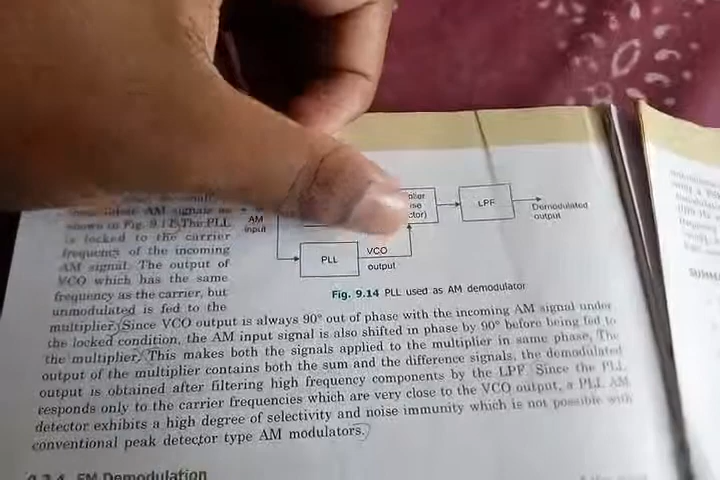 AM signals as
shown in Fig. 9.1 The PLL
is locked to the carrier
frequency of the incoming
AM signal. The output of
VCO which has the same
frequency as the carrier, but
unmodulated is fed to the
multiplier. Since VCO output is always 90° out of phase with the incoming AM signal under
the locked condition, the AM input signal is also shifted in phase by 90° before being fed to
the multiplier. This makes both the signals applied to the multiplier in same phase. The
output of the multiplier contains both the sum and the difference signals, the demodulated
output is obtained after filtering high frequency components by the LPF. Since the PLL
responds only to the carrier frequencies which are very close to the VCO output, a PLL AM
detector exhibits a high degree of selectivity and noise immunity which is not possible with
conventional peak detector type AM modulators.
AM
input
PLL
VCO
output
plier
ctor)
LPF
Demodulated
output
Fig. 9.14 PLL used as AM demodulator
9.3.4 FM Demodulation
SUMM